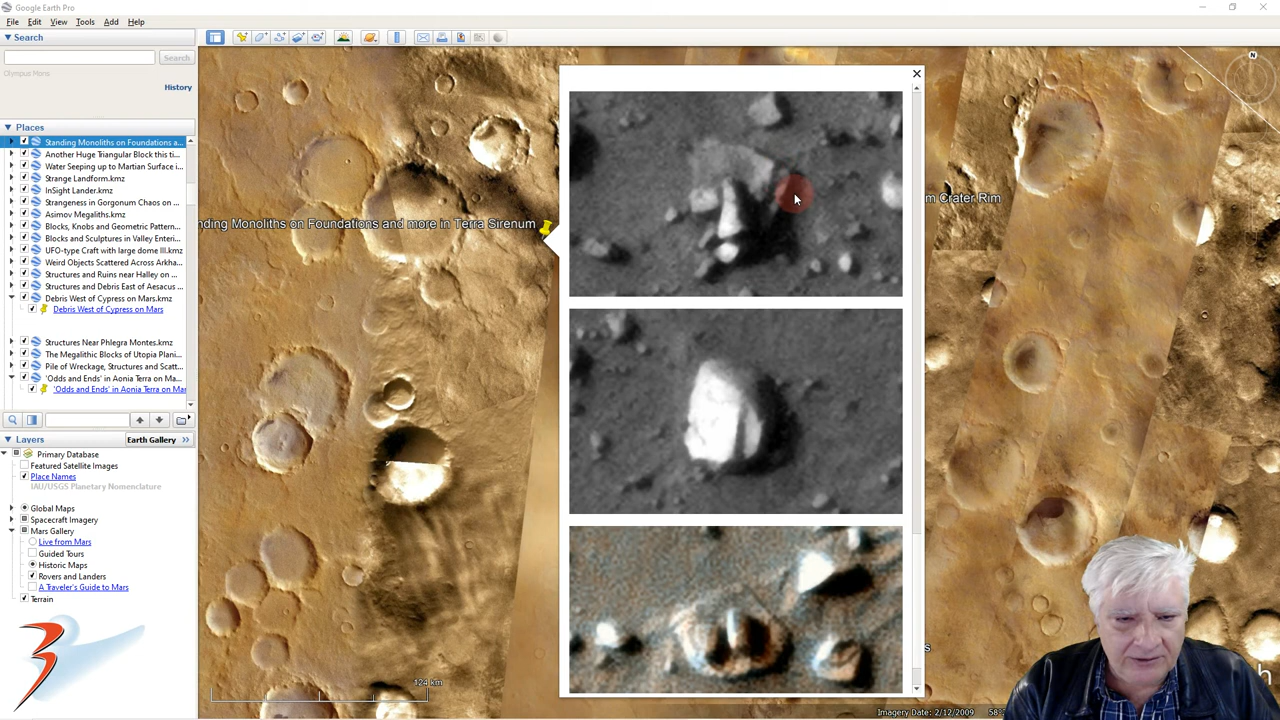 Google Earth Pro
File Edit View Tools Add Help
Search
Search
Olympus Mons
History
Places
Standing Monoliths on Foundations a...
Another Huge Triangular Block this ti...
Water Seeping up to Martian Surface i...
Strange Landform.kmz
InSight Lander.kmz
Strangeness in Gorgonum Chaos on ...
Asimov Megaliths.kmz
Blocks, Knobs and Geometric Pattern...
Blocks and Sculptures in Valley Enteri...
UFO-type Craft with large dome III.kmz
Weird Objects Scattered Across Arkha...
Structures and Ruins near Halley on ...
Structures and Debris East of Aesacus ...
Debris West of Cypress on Mars.kmz
Debris West of Cypress on Mars
Structures Near Phlegra Montes.kmz
The Megalithic Blocks of Utopia Plani...
Pile of Wreckage, Structures and Scatt...
'Odds and Ends' in Aonia Terra on Ma...
'Odds and Ends' in Aonia Terra on Mar
Layers
Earth Gallery >>
Primary Database
Featured Satellite Images
Place Names
IAU/USGS Planetary Nomenclature
Global Maps
Spacecraft Imagery
Mars Gallery
Live from Mars
Guided Tours
Historic Maps
Rovers and Landers
A Traveler's Guide to Mars
Terrain
nding Monoliths on Foundations and more in Terra Sirenum
m Crater Rim
N
124 km
Imagery Date: 2/12/2009